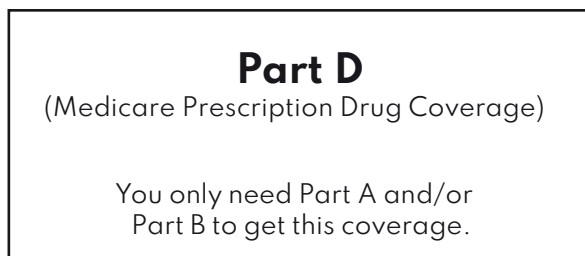 Part D
(Medicare Prescription Drug Coverage)
You only need Part A and/or
Part B to get this coverage.